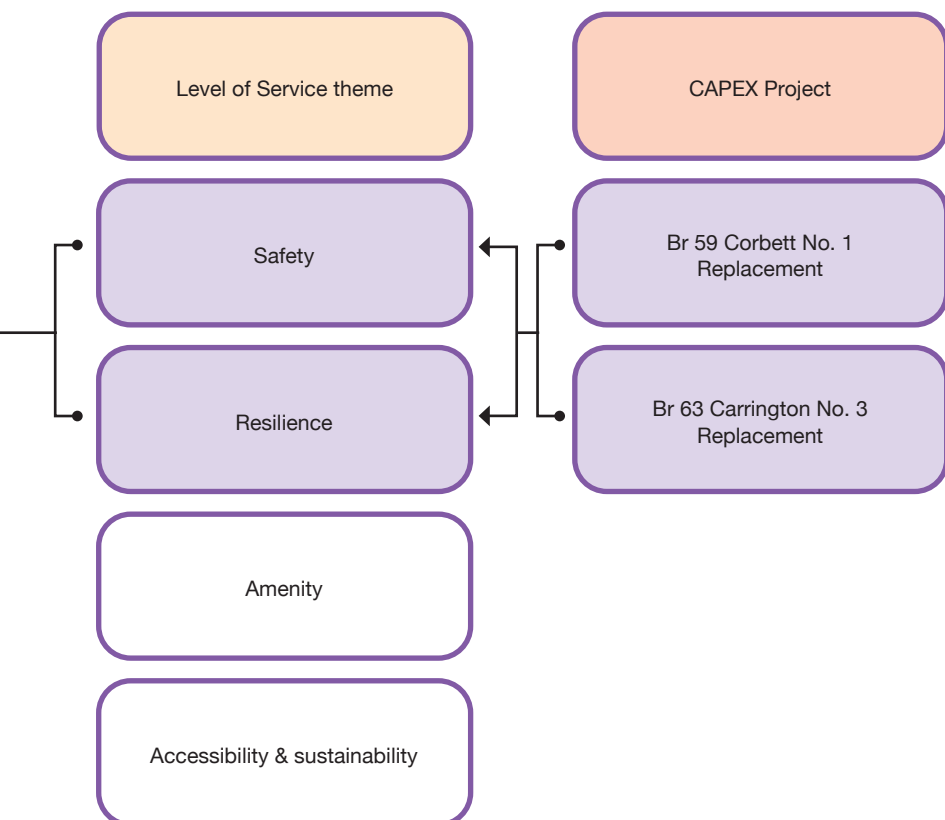 Level of Service theme
CAPEX Project
Safety
Br 59 Corbett No. 1
Replacement
Resilience
Br 63 Carrington No. 3
Replacement
Amenity
Accessibility & sustainability